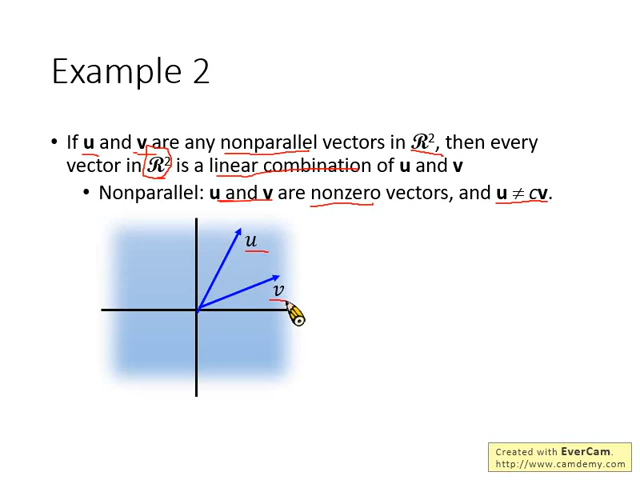 Example 2
• If u and v are any nonparallel vectors in ℛ², then every
vector in ℛ² is a linear combination of u and v
• Nonparallel: u and v are nonzero vectors, and u ≠ cv.
u
v
Created with EverCam.
http://www.camdemy.com